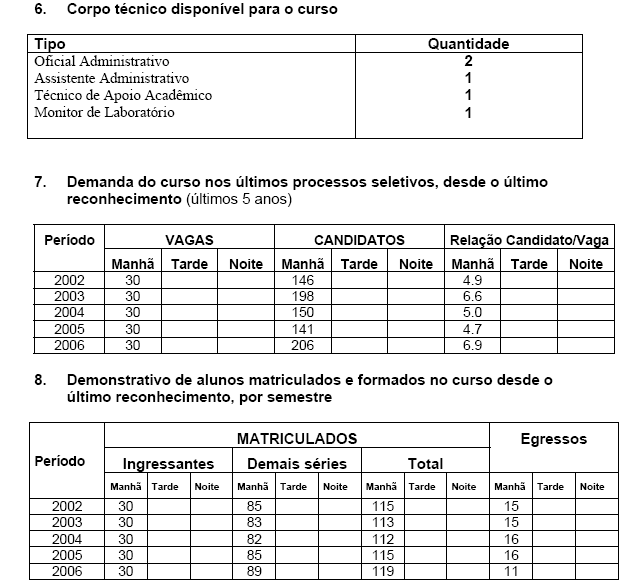 6. Corpo técnico disponível para o curso
Tipo Quantidade
Oficial Administrativo 2
Assistente Administrativo 1
Técnico de Apoio Acadêmico 1
Monitor de Laboratório 1
7. Demanda do curso nos últimos processos seletivos, desde o último
reconhecimento (últimos 5 anos)
Período VAGAS CANDIDATOS Relação Candidato/Vaga
Manhã Tarde Noite Manhã Tarde Noite Manhã Tarde Noite
2002 30 146 4.9
2003 30 198 6.6
2004 30 150 5.0
2005 30 141 4.7
2006 30 206 6.9
8. Demonstrativo de alunos matriculados e formados no curso desde o
último reconhecimento, por semestre
MATRICULADOS Egressos
Período Ingressantes Demais séries Total
Manhã Tarde Noite Manhã Tarde Noite Manhã Tarde Noite Manhã Tarde Noite
2002 30 85 115 15
2003 30 83 113 15
2004 30 82 112 16
2005 30 85 115 16
2006 30 89 119 11